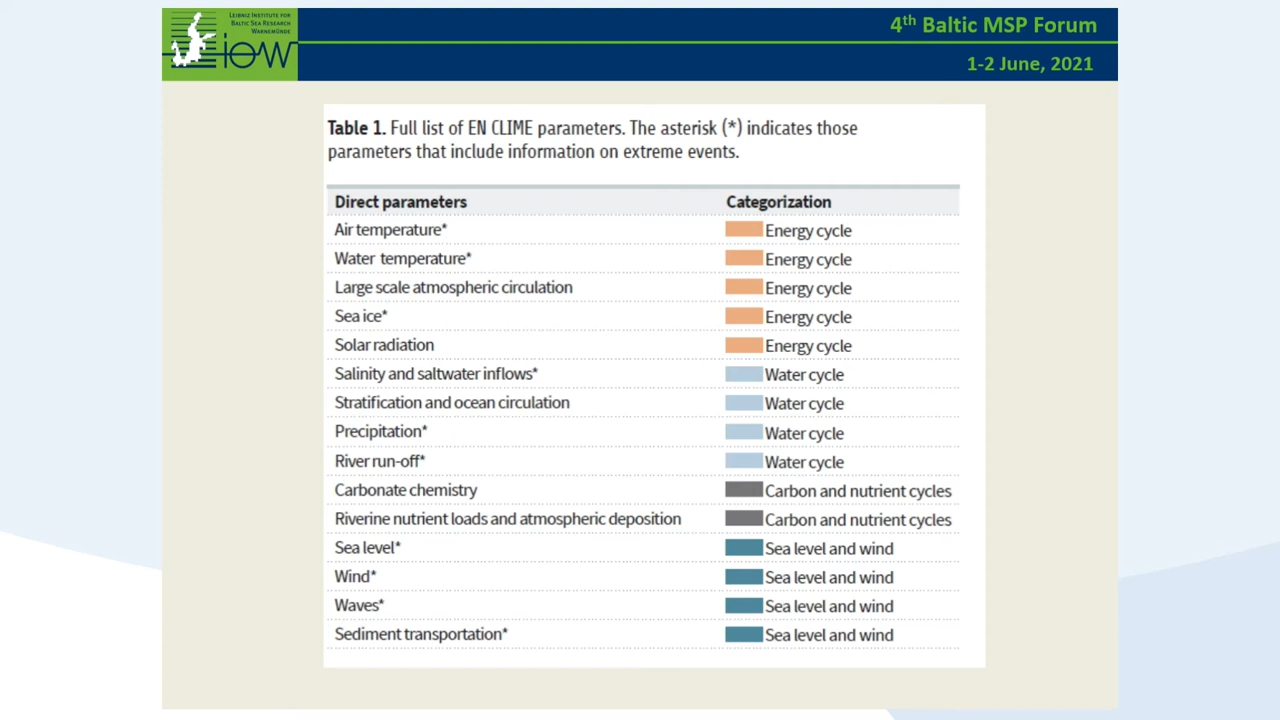 LEIBNIZ INSTITUTE FOR
BALTIC SEA RESEARCH
WARNEMÜNDE
iow
4th Baltic MSP Forum
1-2 June, 2021
Table 1. Full list of EN CLIME parameters. The asterisk (*) indicates those
parameters that include information on extreme events.
Direct parameters Categorization
Air temperature* Energy cycle
Water temperature* Energy cycle
Large scale atmospheric circulation Energy cycle
Sea ice* Energy cycle
Solar radiation Energy cycle
Salinity and saltwater inflows* Water cycle
Stratification and ocean circulation Water cycle
Precipitation* Water cycle
River run-off* Water cycle
Carbonate chemistry Carbon and nutrient cycles
Riverine nutrient loads and atmospheric deposition Carbon and nutrient cycles
Sea level* Sea level and wind
Wind* Sea level and wind
Waves* Sea level and wind
Sediment transportation* Sea level and wind